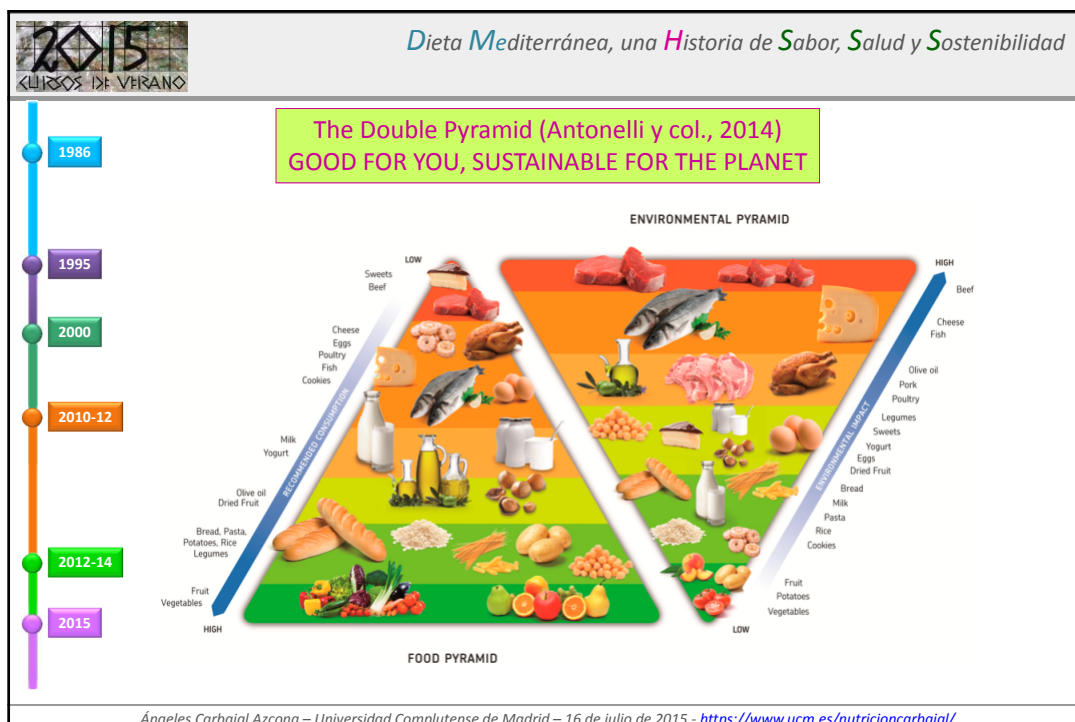 2015
CURSOS DE VERANO
Dieta Mediterránea, una Historia de Sabor, Salud y Sostenibilidad
The Double Pyramid (Antonelli y col., 2014)
GOOD FOR YOU, SUSTAINABLE FOR THE PLANET
1986
1995
2000
2010-12
2012-14
2015
LOW
Sweets
Beef
Cheese
Eggs
Poultry
Fish
Cookies
Milk
Yogurt
Olive oil
Dried Fruit
Bread, Pasta,
Potatoes, Rice
Legumes
Fruit
Vegetables
HIGH
RECOMMENDED CONSUMPTION
FOOD PYRAMID
ENVIRONMENTAL PYRAMID
HIGH
Beef
Cheese
Fish
Olive oil
Pork
Poultry
Legumes
Sweets
Yogurt
Eggs
Dried Fruit
Bread
Milk
Pasta
Rice
Cookies
Fruit
Potatoes
Vegetables
LOW
ENVIRONMENTAL IMPACT
Ángeles Carbajal Azcona – Universidad Complutense de Madrid – 16 de julio de 2015 - https://www.ucm.es/nutricioncarbajal/